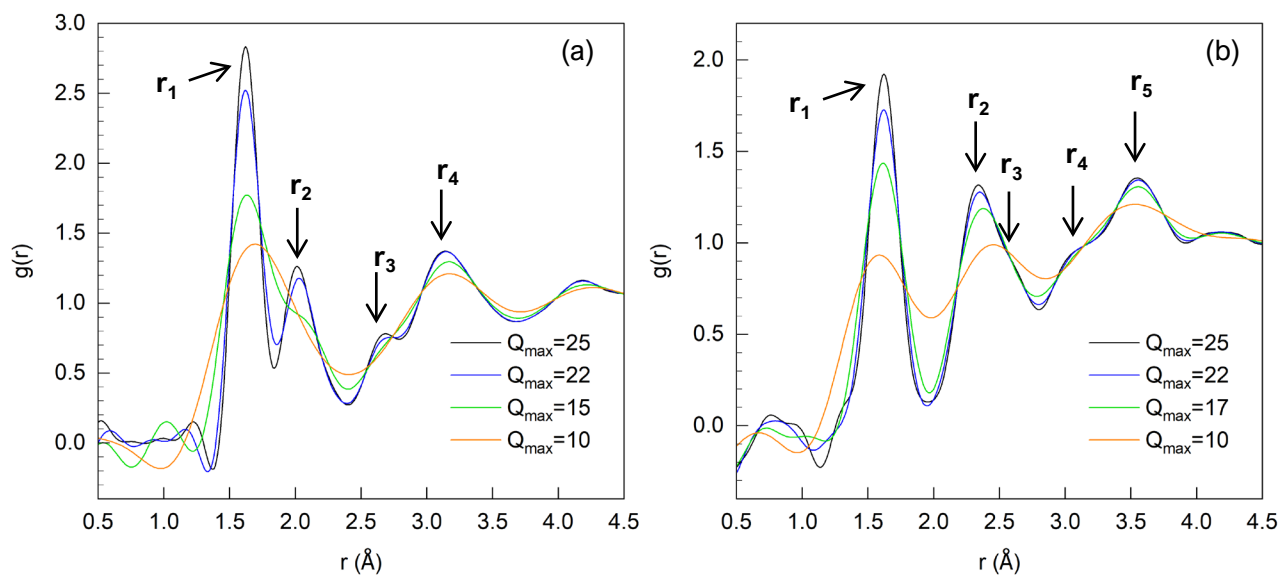 (a)
g(r)
3.0
2.5
2.0
1.5
1.0
0.5
0.0
r₁
r₂
r₃
r₄
Qmax=25
Qmax=22
Qmax=15
Qmax=10
0.5 1.0 1.5 2.0 2.5 3.0 3.5 4.0 4.5
r (Å)
(b)
g(r)
2.0
1.5
1.0
0.5
0.0
r₁
r₂
r₃
r₄
r₅
Qmax=25
Qmax=22
Qmax=17
Qmax=10
0.5 1.0 1.5 2.0 2.5 3.0 3.5 4.0 4.5
r (Å)